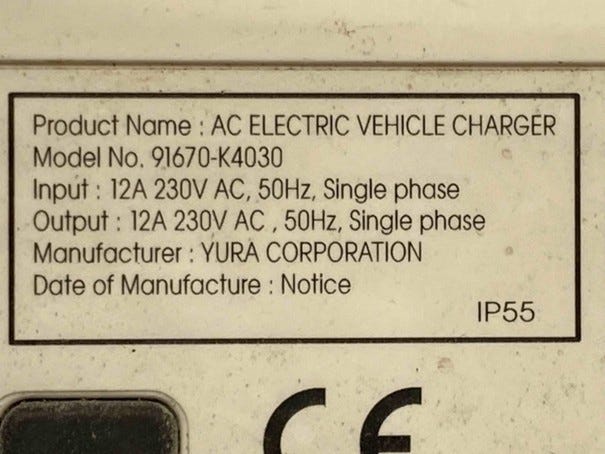 Product Name : AC ELECTRIC VEHICLE CHARGER
Model No. 91670-K4030
Input : 12A 230V AC, 50Hz, Single phase
Output : 12A 230V AC , 50Hz, Single phase
Manufacturer : YURA CORPORATION
Date of Manufacture : Notice
IP55
CE